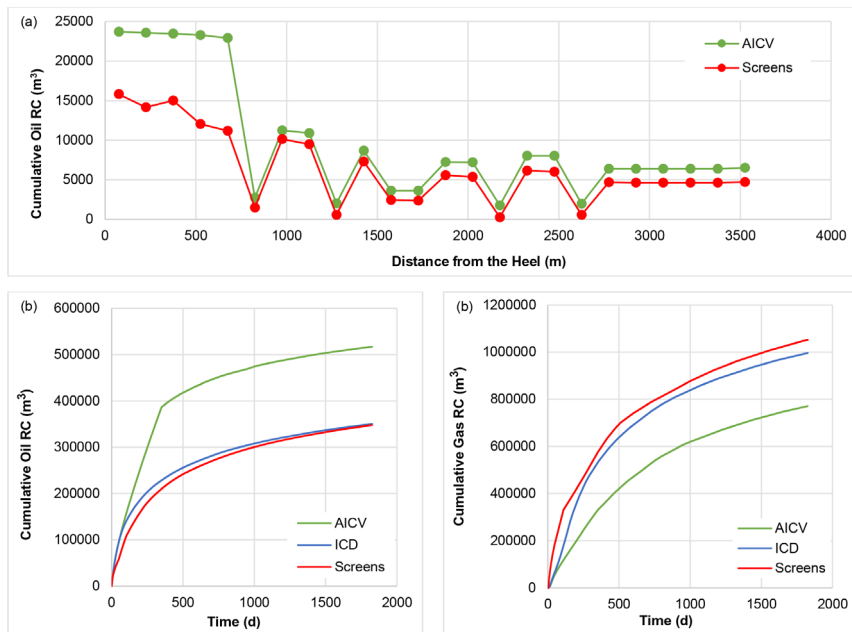 (a)
Cumulative Oil RC (m³)
25000
20000
15000
10000
5000
0
0 500 1000 1500 2000 2500 3000 3500 4000
Distance from the Heel (m)
AICV
Screens
(b)
Cumulative Oil RC (m³)
600000
500000
400000
300000
200000
100000
0
0 500 1000 1500 2000
Time (d)
AICV
ICD
Screens
(b)
Cumulative Gas RC (m³)
1200000
1000000
800000
600000
400000
200000
0
0 500 1000 1500 2000
Time (d)
AICV
ICD
Screens